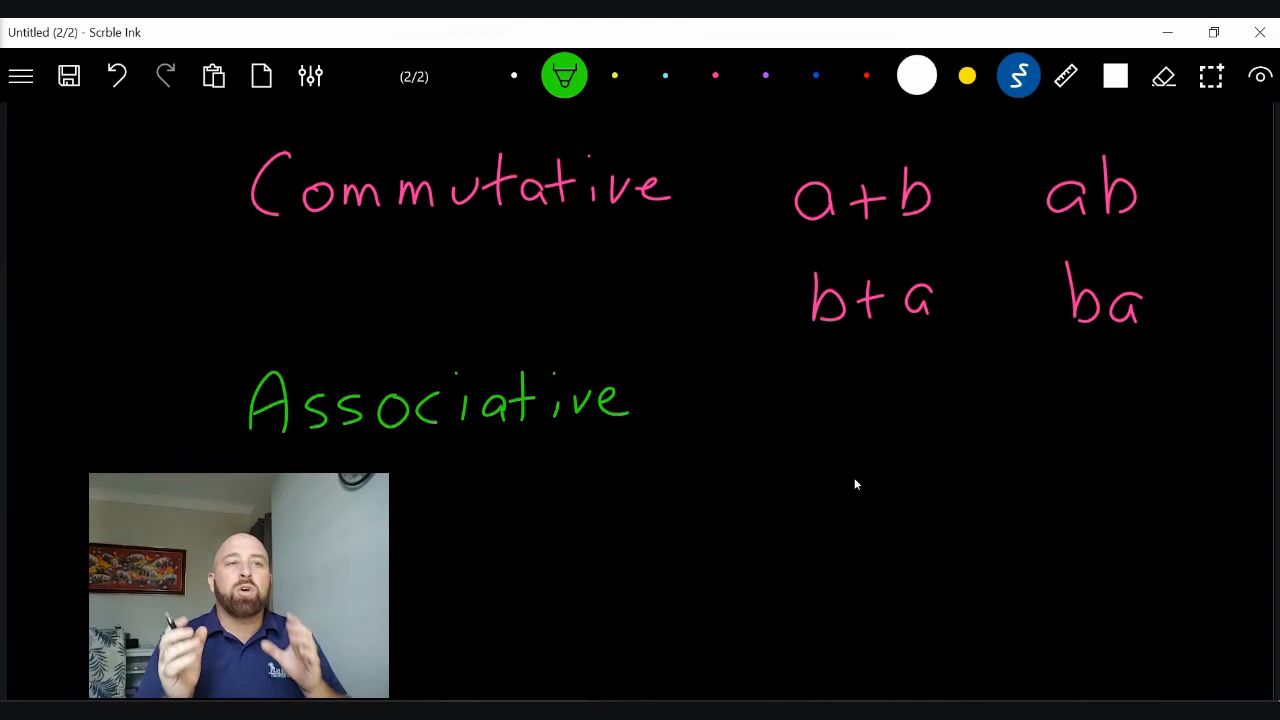 Untitled (2/2) - Scrble Ink
(2/2)
Commutative a+b ab
b+a ba
Associative